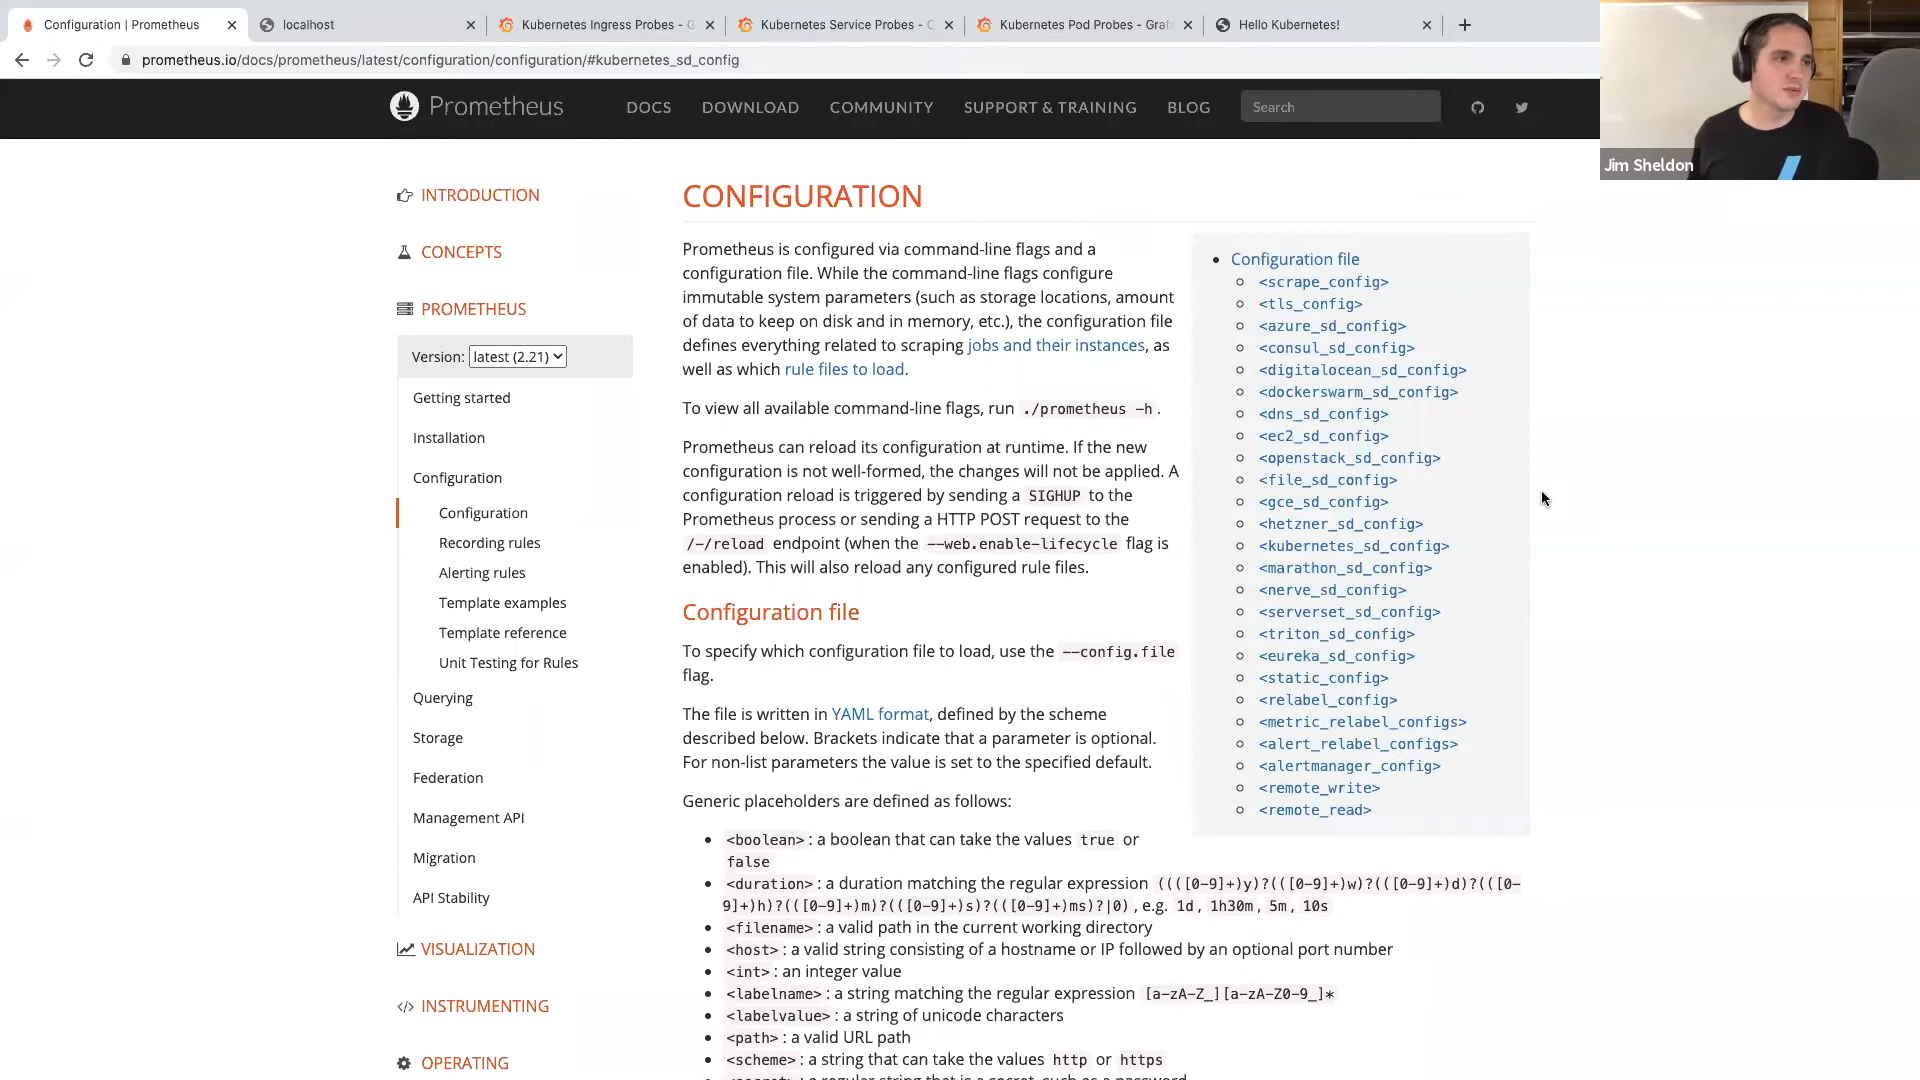 Configuration | Prometheus
localhost
Kubernetes Ingress Probes - G
Kubernetes Service Probes -
Kubernetes Pod Probes - Grafa
Hello Kubernetes!
prometheus.io/docs/prometheus/latest/configuration/configuration/#kubernetes_sd_config
Jim Sheldon
Prometheus
DOCS
DOWNLOAD
COMMUNITY
SUPPORT & TRAINING
BLOG
Search
INTRODUCTION
CONCEPTS
PROMETHEUS
Version: latest (2.21)
Getting started
Installation
Configuration
Configuration
Recording rules
Alerting rules
Template examples
Template reference
Unit Testing for Rules
Querying
Storage
Federation
Management API
Migration
API Stability
VISUALIZATION
</> INSTRUMENTING
OPERATING
CONFIGURATION
Prometheus is configured via command-line flags and a
configuration file. While the command-line flags configure
immutable system parameters (such as storage locations, amount
of data to keep on disk and in memory, etc.), the configuration file
defines everything related to scraping jobs and their instances, as
well as which rule files to load.
To view all available command-line flags, run ./prometheus -h.
Prometheus can reload its configuration at runtime. If the new
configuration is not well-formed, the changes will not be applied. A
configuration reload is triggered by sending a SIGHUP to the
Prometheus process or sending a HTTP POST request to the
/-/reload endpoint (when the --web.enable-lifecycle flag is
enabled). This will also reload any configured rule files.
Configuration file
To specify which configuration file to load, use the --config.file
flag.
The file is written in YAML format, defined by the scheme
described below. Brackets indicate that a parameter is optional.
For non-list parameters the value is set to the specified default.
Generic placeholders are defined as follows:
<boolean>: a boolean that can take the values true or
false
<duration>: a duration matching the regular expression ((([0-9]+)y)?(([0-9]+)w)?(([0-9]+)d)?(([0-
9]+)h)?(([0-9]+)m)?(([0-9]+)s)?(([0-9]+)ms)?|0), e.g. 1d, 1h30m, 5m, 10s
<filename>: a valid path in the current working directory
<host>: a valid string consisting of a hostname or IP followed by an optional port number
<int>: an integer value
<labelname>: a string matching the regular expression [a-zA-Z_][a-zA-Z0-9_]*
<labelvalue>: a string of unicode characters
<path>: a valid URL path
<scheme>: a string that can take the values http or https
<secret>: a regular string that is a secret, such as a password
Configuration file
<scrape_config>
<tls_config>
<azure_sd_config>
<consul_sd_config>
<digitalocean_sd_config>
<dockerswarm_sd_config>
<dns_sd_config>
<ec2_sd_config>
<openstack_sd_config>
<file_sd_config>
<gce_sd_config>
<hetzner_sd_config>
<kubernetes_sd_config>
<marathon_sd_config>
<nerve_sd_config>
<serverset_sd_config>
<triton_sd_config>
<eureka_sd_config>
<static_config>
<relabel_config>
<metric_relabel_configs>
<alert_relabel_configs>
<alertmanager_config>
<remote_write>
<remote_read>